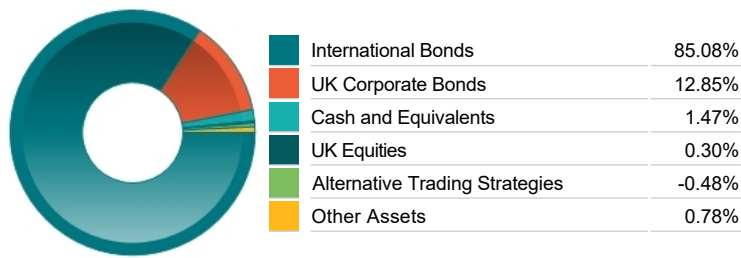 International Bonds 85.08%
UK Corporate Bonds 12.85%
Cash and Equivalents 1.47%
UK Equities 0.30%
Alternative Trading Strategies -0.48%
Other Assets 0.78%